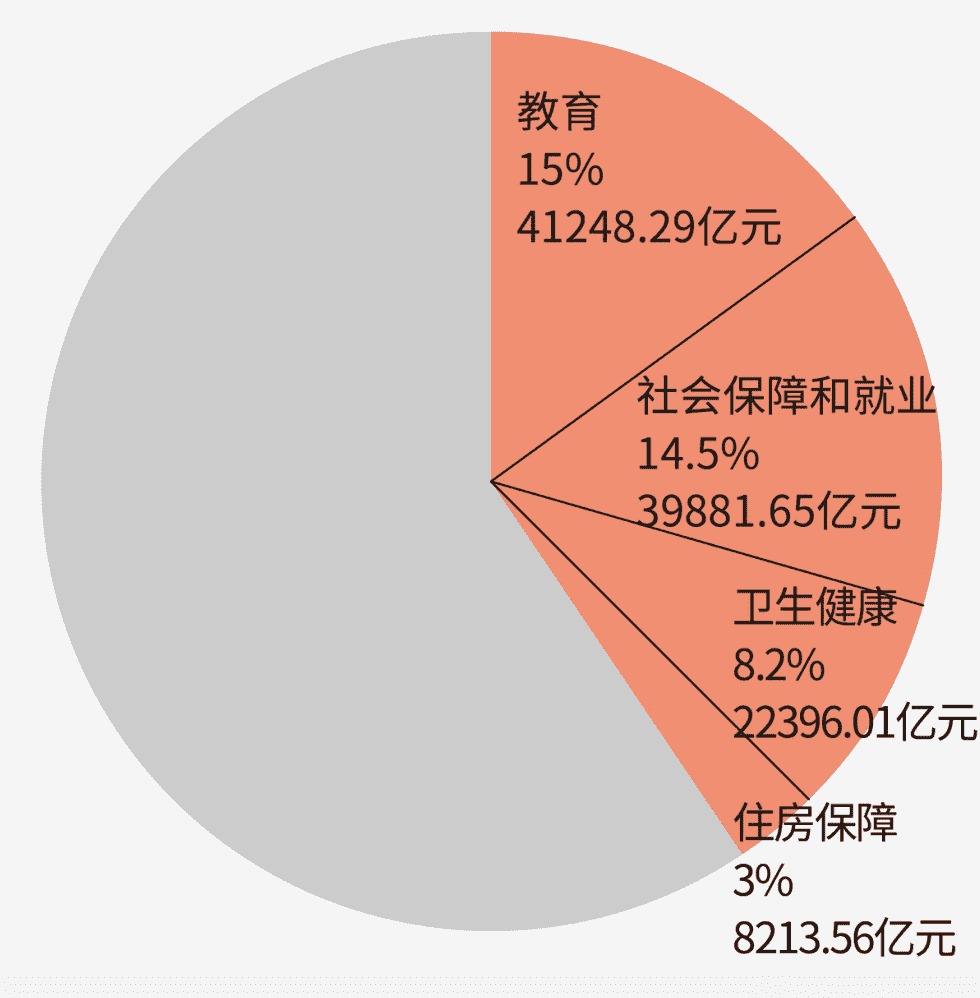 教育
15%
41248.29亿元
社会保障和就业
14.5%
39881.65亿元
卫生健康
8.2%
22396.01亿元
住房保障
3%
8213.56亿元